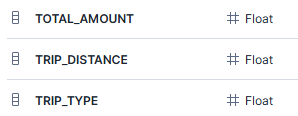 TOTAL_AMOUNT Float
TRIP_DISTANCE Float
TRIP_TYPE Float